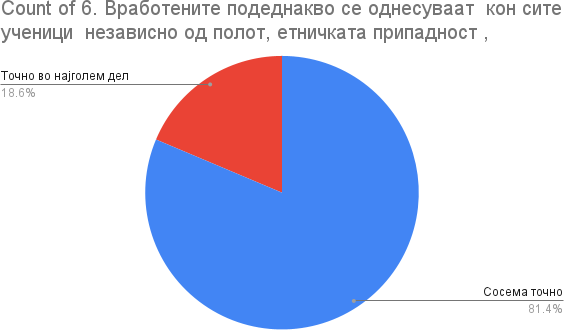 Count of 6. Вработените подеднакво се однесуваат  кон сите
ученици  независно од полот, етничката припадност ,
Точно во најголем дел
18.6%
Сосема точно
81.4%